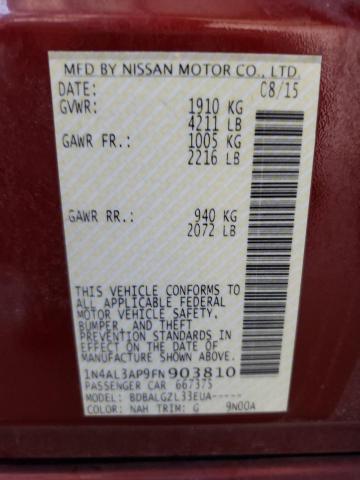 MFD BY NISSAN MOTOR CO., LTD.
DATE: C8/15
GVWR: 1910 KG
4211 LB
GAWR FR: 1005 KG
2216 LB
GAWR RR: 940 KG
2072 LB
THIS VEHICLE CONFORMS TO
ALL APPLICABLE FEDERAL
MOTOR VEHICLE SAFETY,
BUMPER, AND THEFT
PREVENTION STANDARDS IN
EFFECT ON THE DATE OF
MANUFACTURE SHOWN ABOVE.
1N4AL3AP9FN903810
PASSENGER CAR 667375
MODEL: BDBALGZL33EUA-----
COLOR: NAH TRIM: G 9N00A